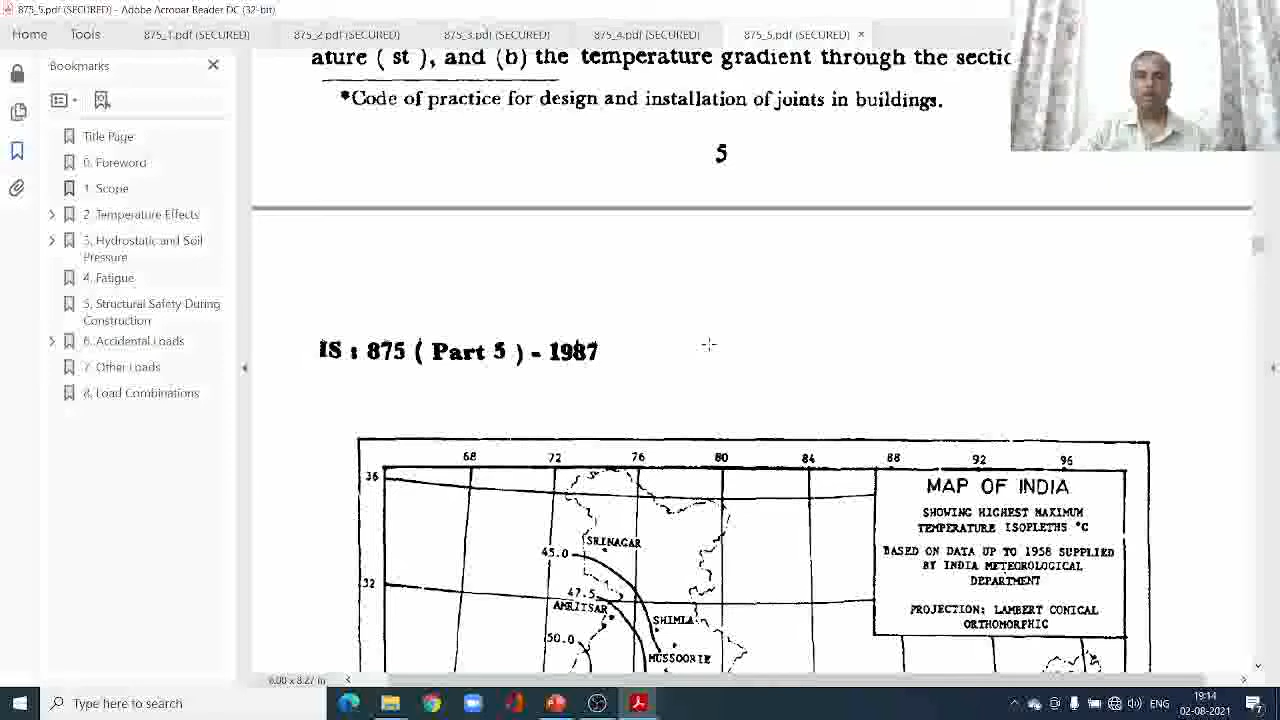 875_5.pdf (SECURED) - Adobe Acrobat Reader DC (32-bit)
Home Tools 875_1.pdf (SECURED) 875_2.pdf (SECURED) 875_3.pdf (SECURED) 875_4.pdf (SECURED) 875_5.pdf (SECURED) ×
Bookmarks
Title Page
0. Foreword
1. Scope
2. Temperature Effects
3. Hydrostatic and Soil
Pressure
4. Fatigue
5. Structural Safety During
Construction
6. Accidental Loads
7. Other Loads
8. Load Combinations
ature ( st ), and (b) the temperature gradient through the sectio
*Code of practice for design and installation of joints in buildings.
5
IS : 875 ( Part 5 ) - 1987
68 72 76 80 84 88 92 96
36
MAP OF INDIA
SHOWING HIGHEST MAXIMUM
TEMPERATURE ISOPLETHS °C
BASED ON DATA UP TO 1958 SUPPLIED
BY INDIA METEOROLOGICAL
DEPARTMENT
PROJECTION: LAMBERT CONICAL
ORTHOMORPHIC
SRINAGAR
45.0
32
47.5
AMRITSAR
SHIMLA
50.0
MUSSOORIE
8.00 x 8.27 in
Type here to search
ENG
19:14
02-08-2021